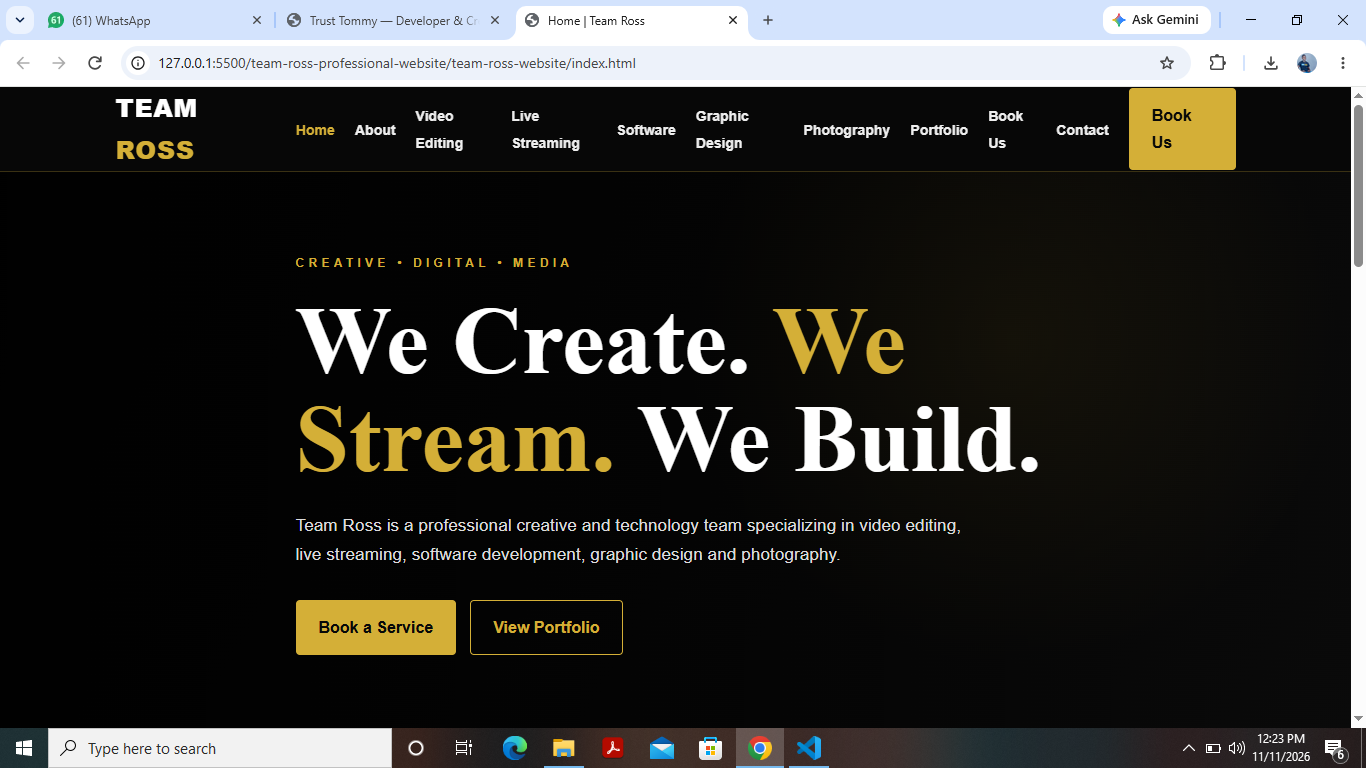 (61) WhatsApp
Trust Tommy — Developer & Cr
Home | Team Ross
Ask Gemini
127.0.0.1:5500/team-ross-professional-website/team-ross-website/index.html
TEAM
ROSS
Home
About
Video
Editing
Live
Streaming
Software
Graphic
Design
Photography
Portfolio
Book
Us
Contact
Book
Us
CREATIVE • DIGITAL • MEDIA
We Create. We
Stream. We Build.
Team Ross is a professional creative and technology team specializing in video editing,
live streaming, software development, graphic design and photography.
Book a Service
View Portfolio
Type here to search
12:23 PM
11/11/2026
6